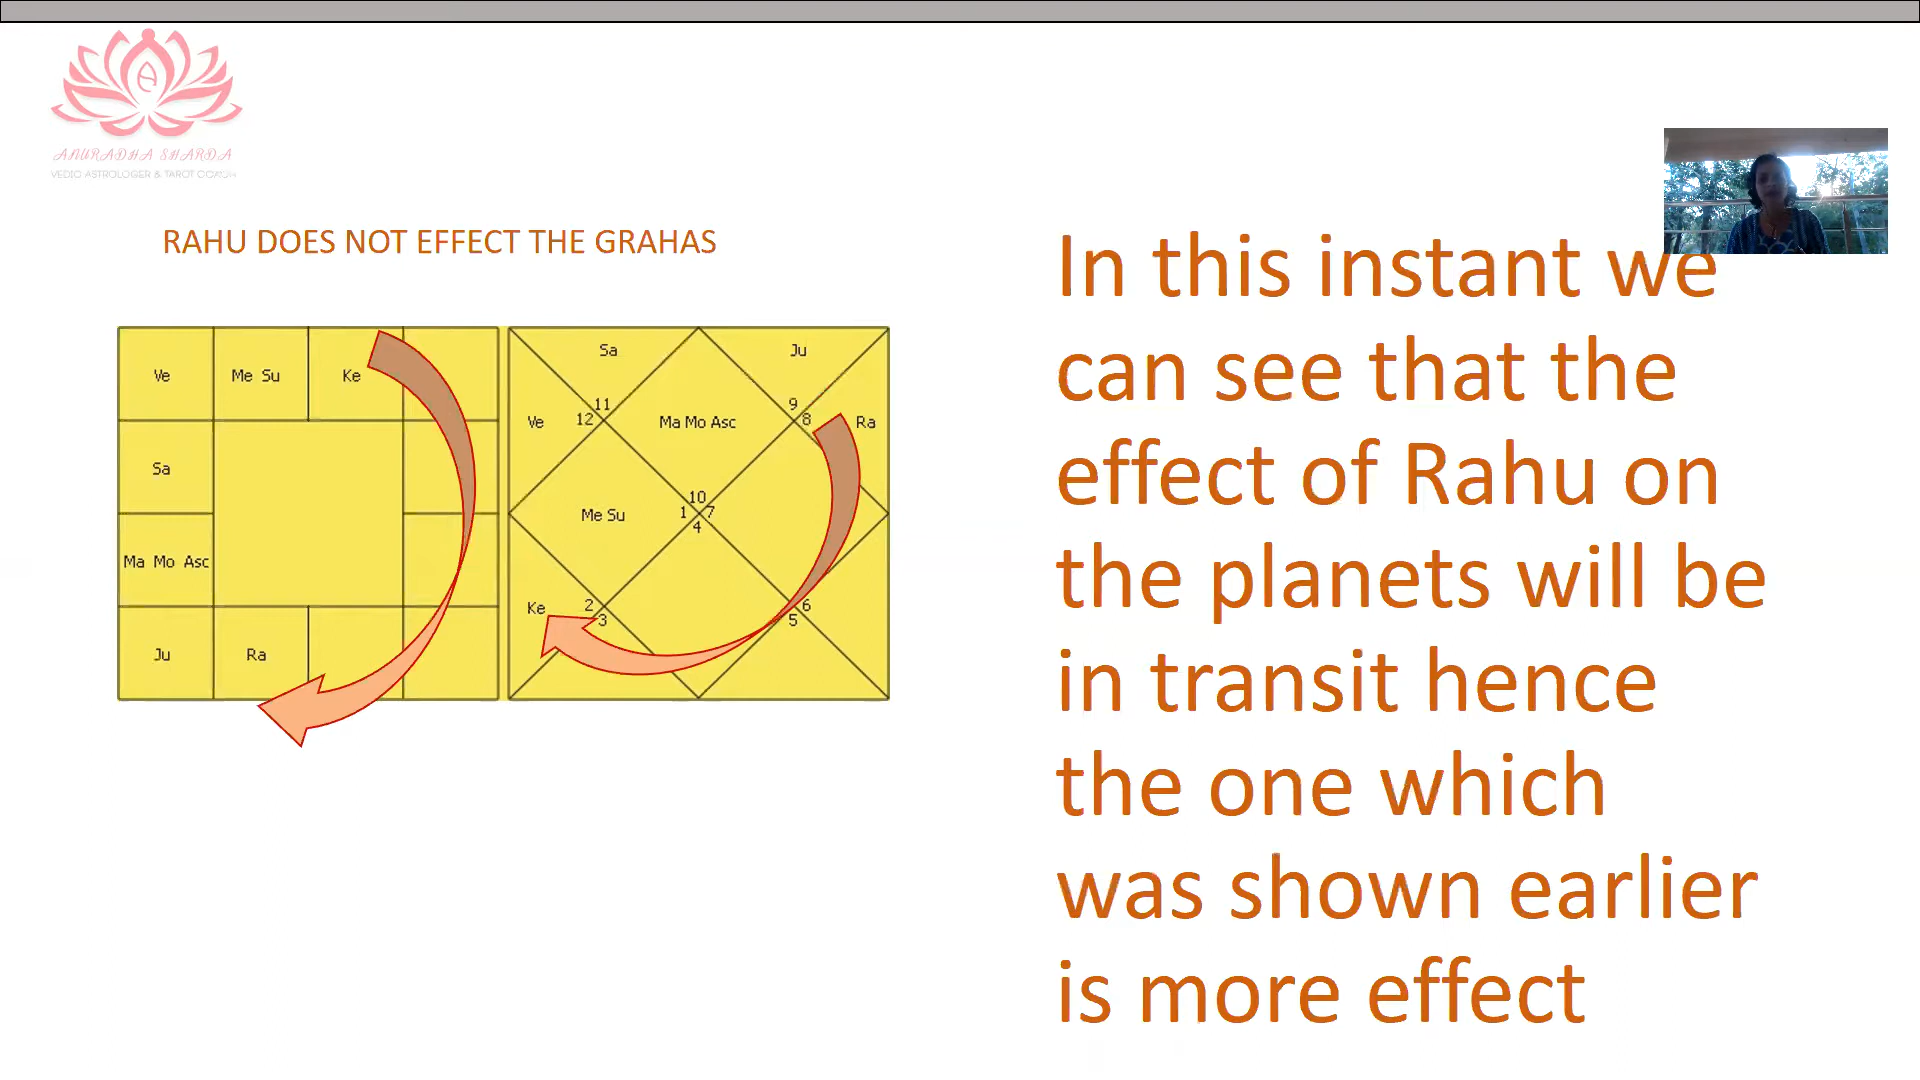 ANURADHA SHARDA
VEDIC ASTROLOGER & TAROT COACH
RAHU DOES NOT EFFECT THE GRAHAS
Ve Me Su Ke
Sa
Ma Mo Asc
Ju Ra
Sa Ju
11 9
Ve 12 Ma Mo Asc 8 Ra
10
Me Su 1 7
4
Ke 2 6
3 5
In this instant we
can see that the
effect of Rahu on
the planets will be
in transit hence
the one which
was shown earlier
is more effect